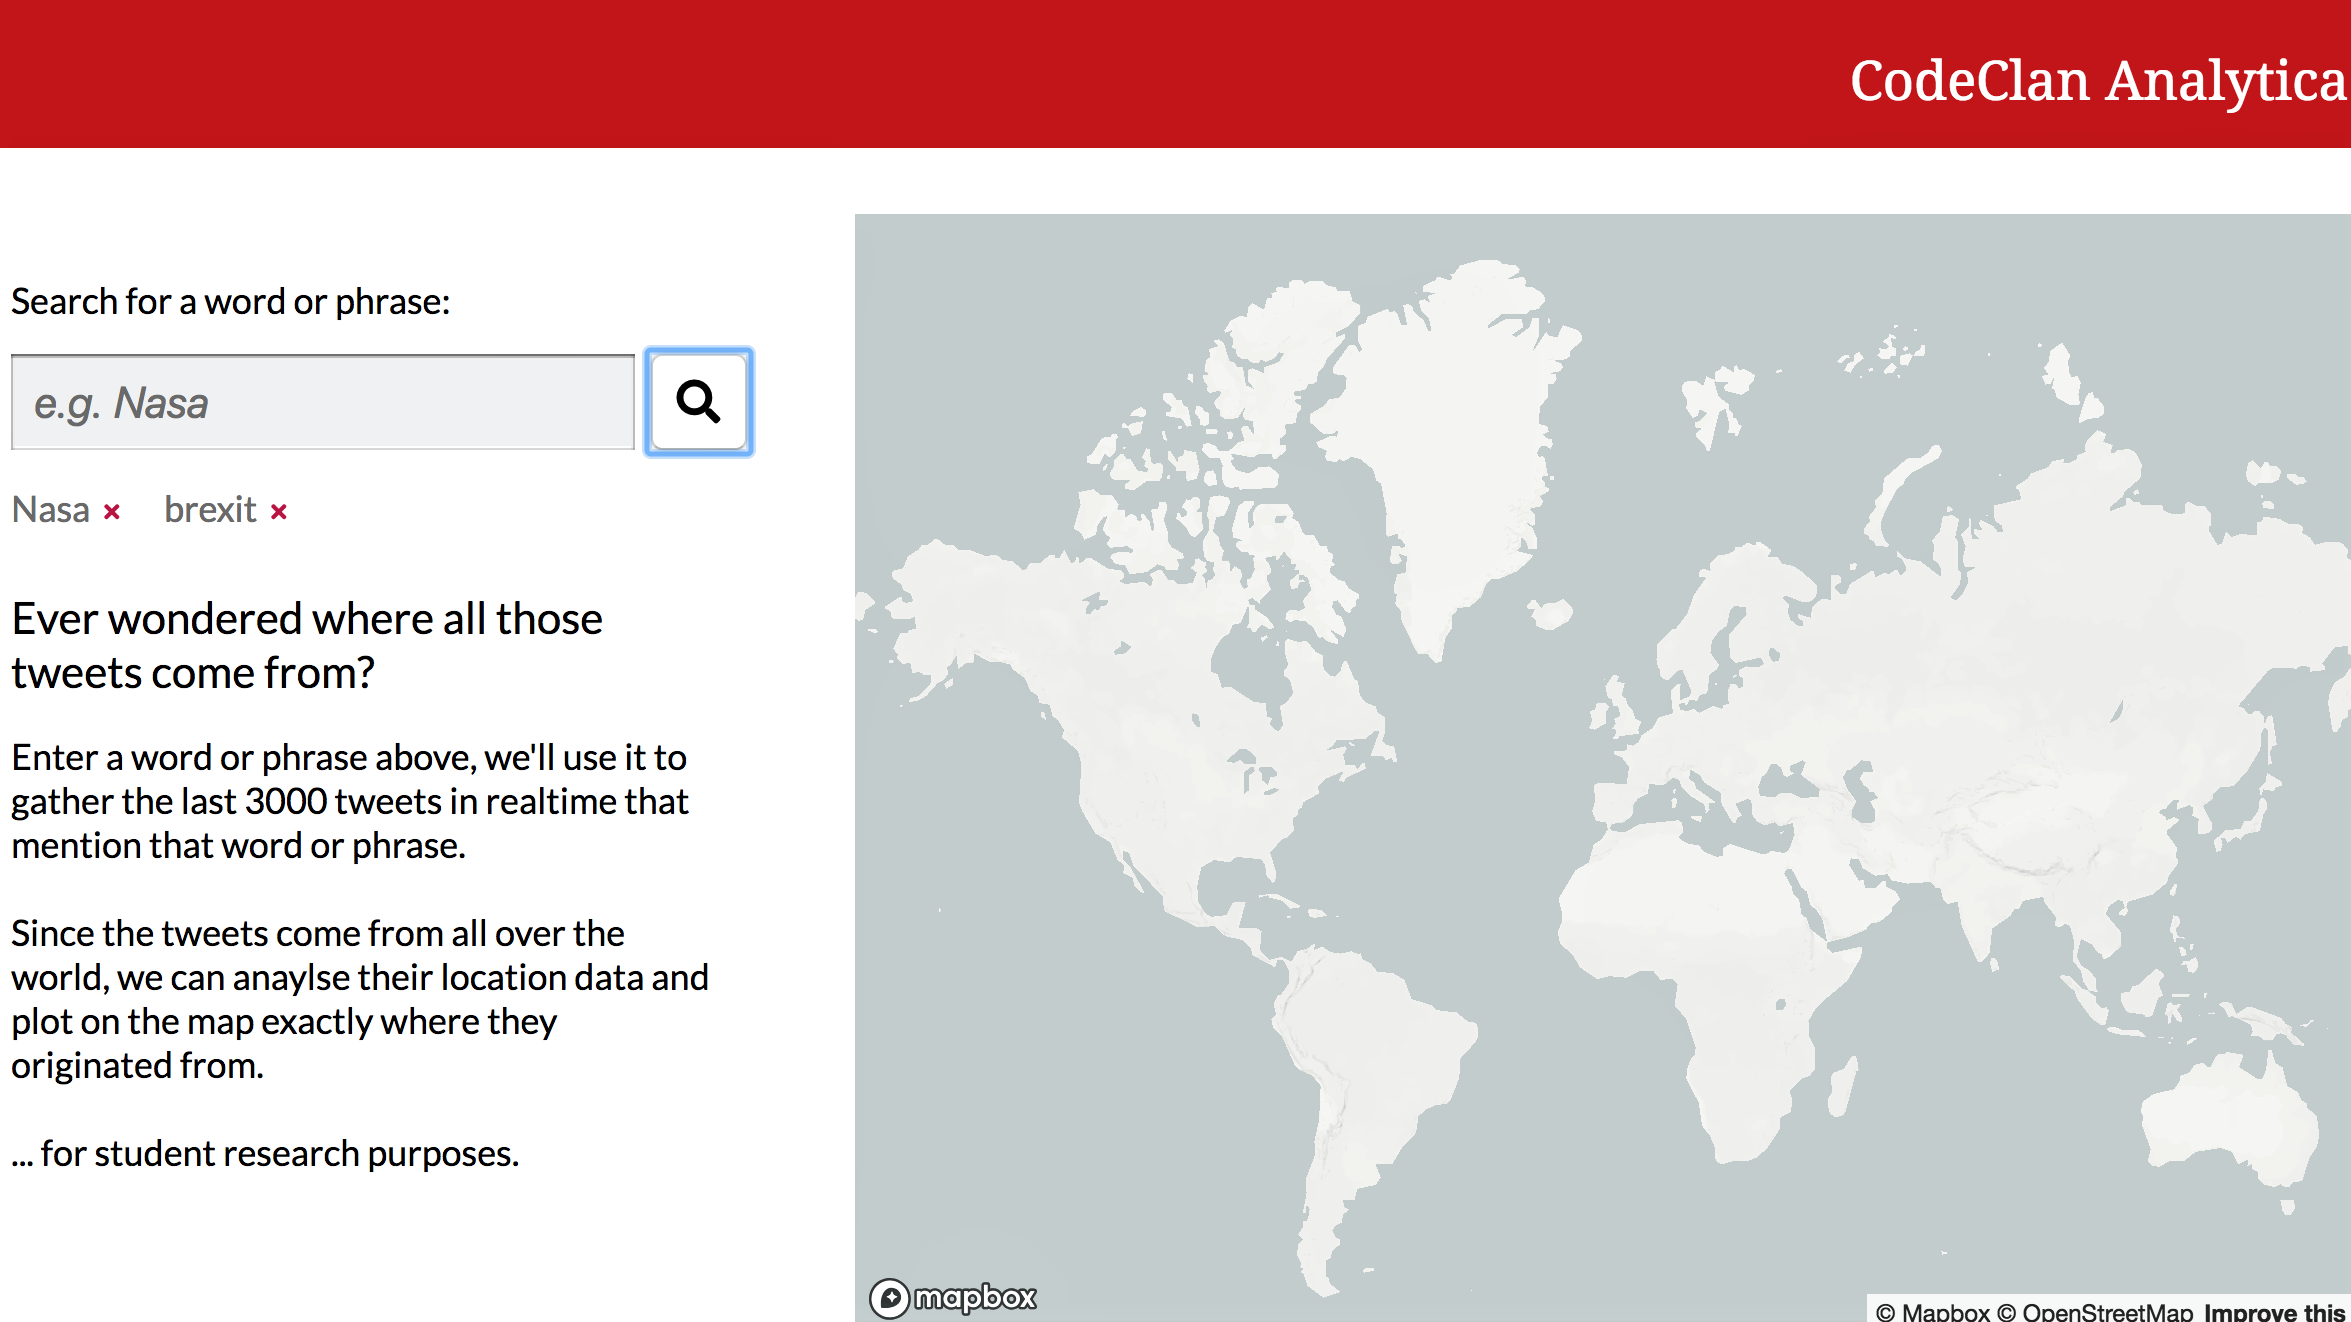 CodeClan Analytica
Search for a word or phrase:
e.g. Nasa
Nasa × brexit ×
Ever wondered where all those
tweets come from?
Enter a word or phrase above, we'll use it to
gather the last 3000 tweets in realtime that
mention that word or phrase.
Since the tweets come from all over the
world, we can anaylse their location data and
plot on the map exactly where they
originated from.
... for student research purposes.
mapbox
© Mapbox © OpenStreetMap Improve this